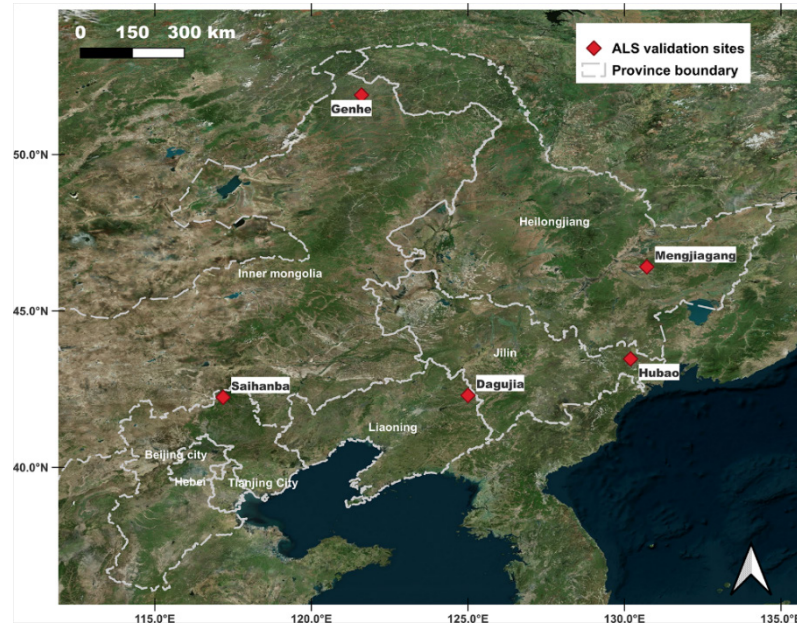 0 150 300 km
ALS validation sites
Province boundary
Genhe
50.0°N
Heilongjiang
Mengjiagang
Inner mongolia
45.0°N
Jilin
Hubao
Saihanba
Dagujia
Liaoning
Beijing city
40.0°N
Hebei
Tianjing City
115.0°E 120.0°E 125.0°E 130.0°E 135.0°E